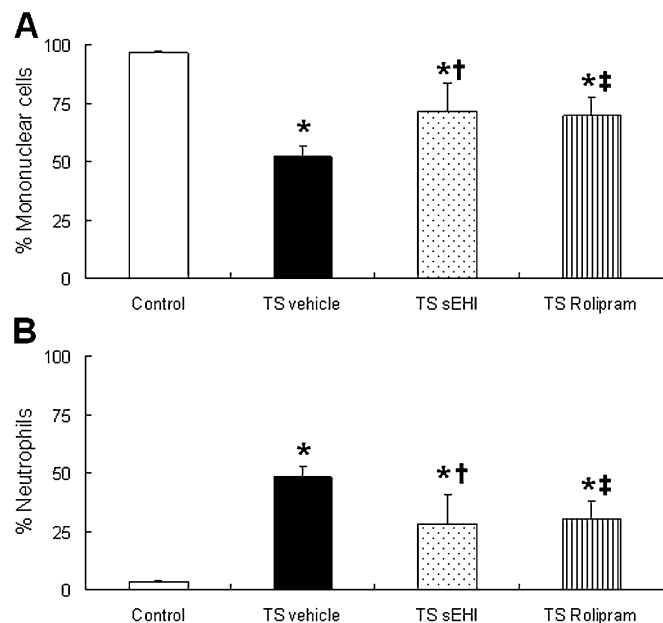 A
% Mononuclear cells
100
75
50
25
0
*
*†
*‡
Control TS vehicle TS sEHI TS Rolipram
B
% Neutrophils
100
75
50
25
0
*
*†
*‡
Control TS vehicle TS sEHI TS Rolipram